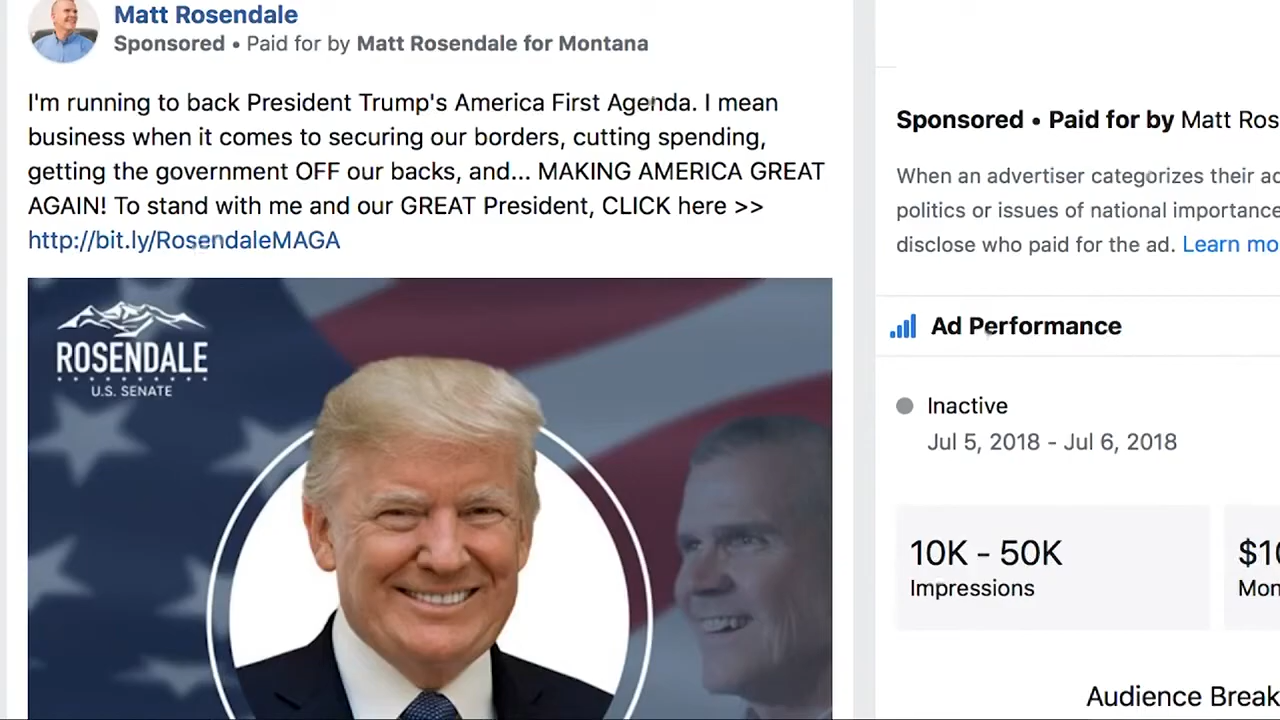 Matt Rosendale
Sponsored • Paid for by Matt Rosendale for Montana
I'm running to back President Trump's America First Agenda. I mean
business when it comes to securing our borders, cutting spending,
getting the government OFF our backs, and... MAKING AMERICA GREAT
AGAIN! To stand with me and our GREAT President, CLICK here >>
http://bit.ly/RosendaleMAGA
ROSENDALE
U.S. SENATE
Sponsored • Paid for by Matt Ros
When an advertiser categorizes their ad
politics or issues of national importance
disclose who paid for the ad. Learn mo
Ad Performance
Inactive
Jul 5, 2018 - Jul 6, 2018
10K - 50K
Impressions
$10
Mon
Audience Break